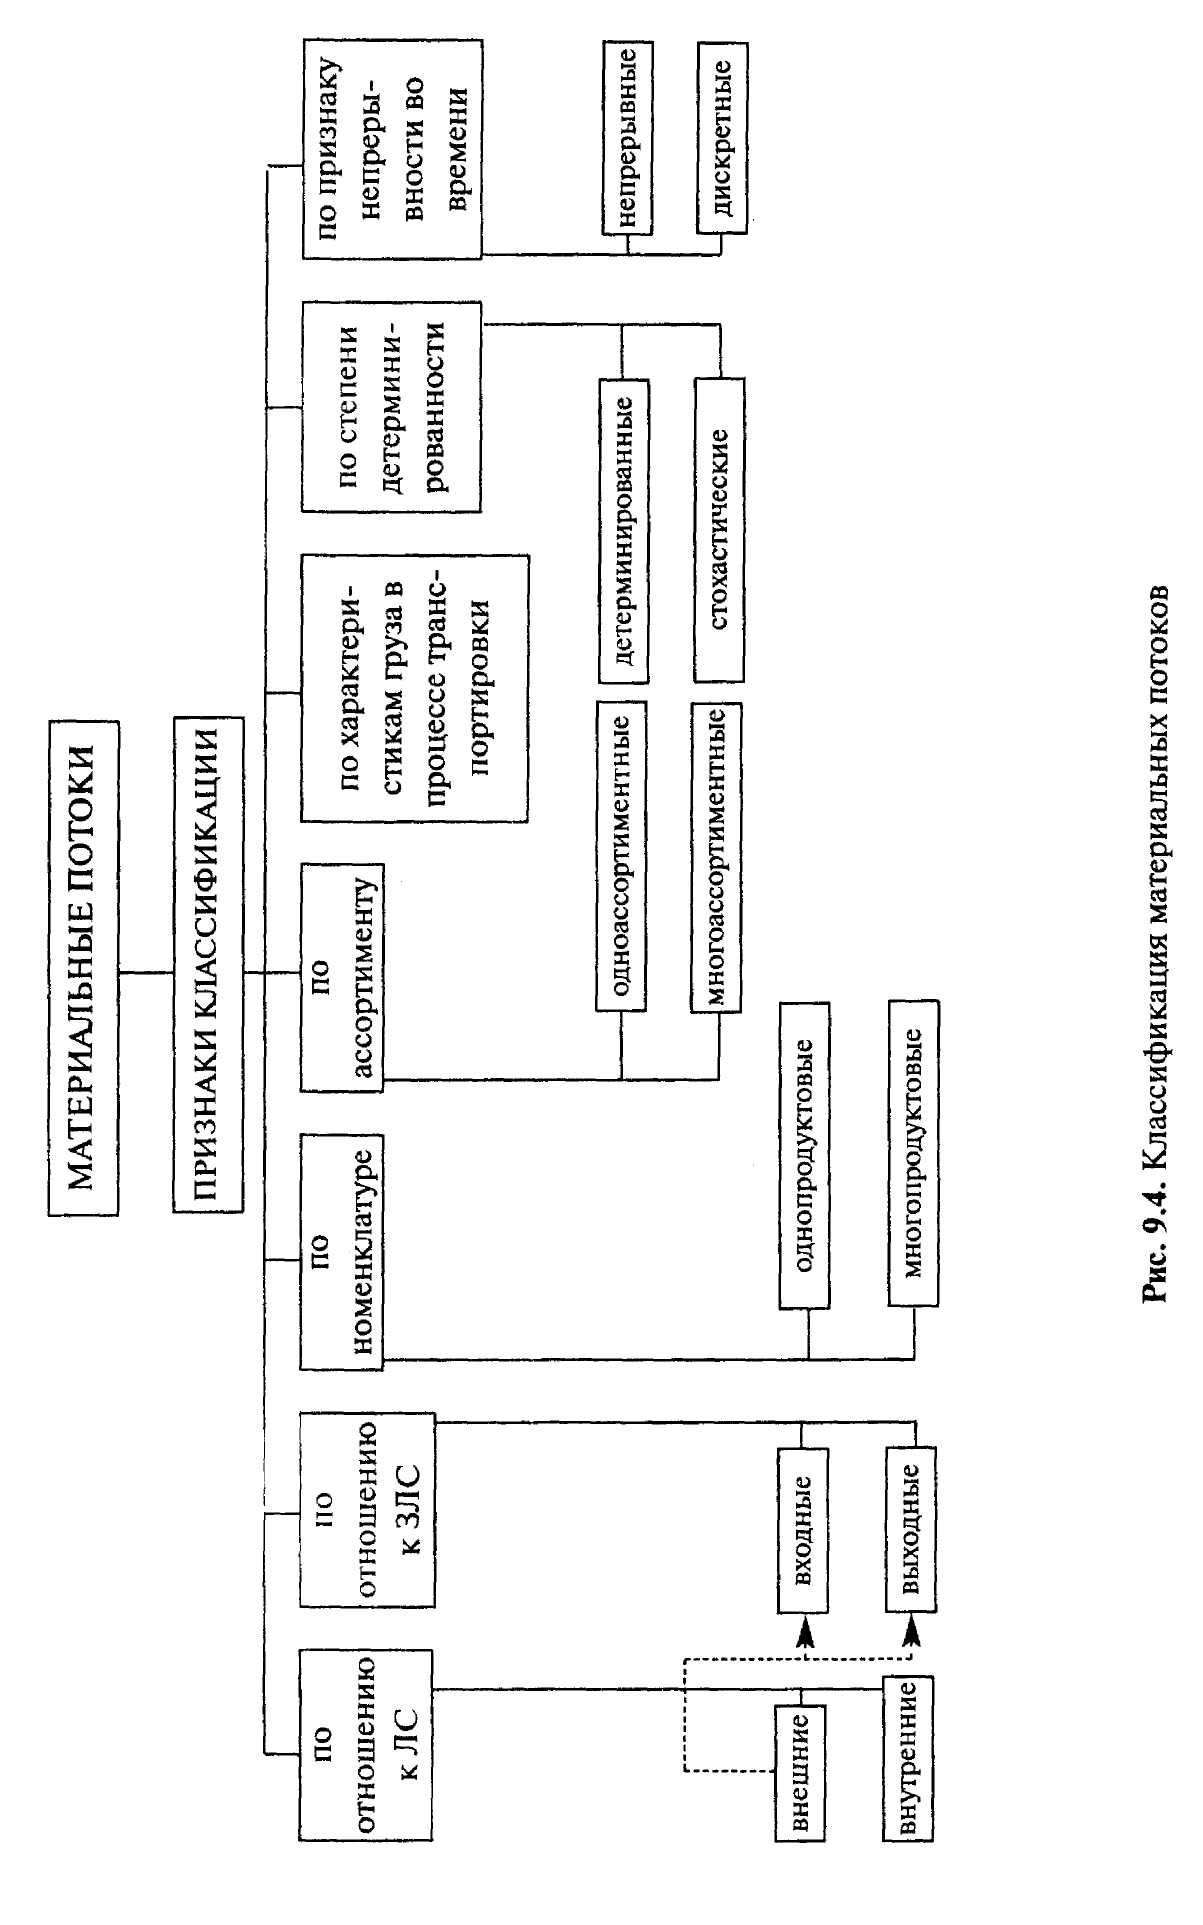 МАТЕРИАЛЬНЫЕ ПОТОКИ
ПРИЗНАКИ КЛАССИФИКАЦИИ
по
отношению
к ЛС
по
отношению
к ЗЛС
по
номенклатуре
по
ассортименту
по характери-
стикам груза в
процессе транс-
портировки
по степени
детермини-
рованности
по признаку
непреры-
вности во
времени
внешние
внутренние
входные
выходные
однопродуктовые
многопродуктовые
одноассортиментные
многоассортиментные
детерминированные
стохастические
непрерывные
дискретные
Рис. 9.4. Классификация материальных потоков